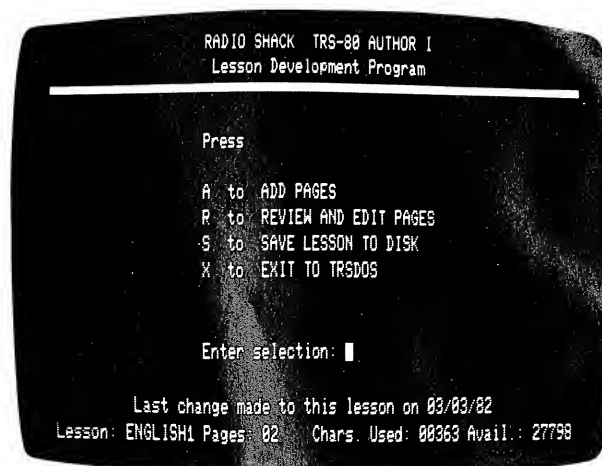 RADIO SHACK TRS-80 AUTHOR I
Lesson Development Program
Press
A to ADD PAGES
R to REVIEW AND EDIT PAGES
S to SAVE LESSON TO DISK
X to EXIT TO TRSDOS
Enter selection:
Last change made to this lesson on 03/03/82
Lesson: ENGLISH1 Pages: 02 Chars. Used: 00363 Avail.: 27798